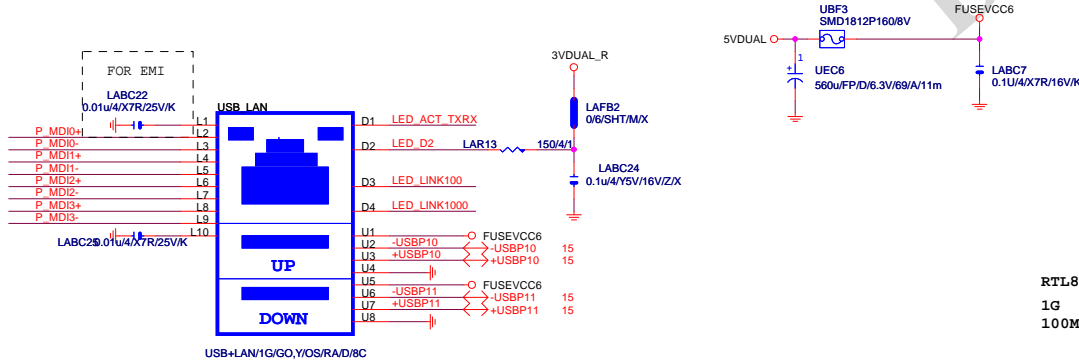 UBF3
SMD1812P160/8V
FUSEVCC6
5VDUAL
1
+
UEC6
560u/FP/D/6.3V/69/A/11m
LABC7
0.1U/4/X7R/16V/K
3VDUAL_R
LAFB2
0/6/SHT/M/X
FOR EMI
LABC22
0.01u/4/X7R/25V/K
USB_LAN
L1
P_MDI0+
L2
P_MDI0-
L3
P_MDI1+
L4
P_MDI1-
L5
P_MDI2+
L6
P_MDI2-
L7
P_MDI3+
L8
P_MDI3-
L9
LABC25
0.01u/4/X7R/25V/K
L10
D1 LED_ACT_TXRX
D2 LED_D2
LAR13 150/4/1
LABC24
0.1u/4/Y5V/16V/Z/X
D3 LED_LINK100
D4 LED_LINK1000
U1 FUSEVCC6
U2 -USBP10 -USBP10 15
U3 +USBP10 +USBP10 15
U4
U5 FUSEVCC6
U6 -USBP11 -USBP11 15
U7 +USBP11 +USBP11 15
U8
UP
DOWN
USB+LAN/1G/GO,Y/OS/RA/D/8C
RTL8
1G
100M